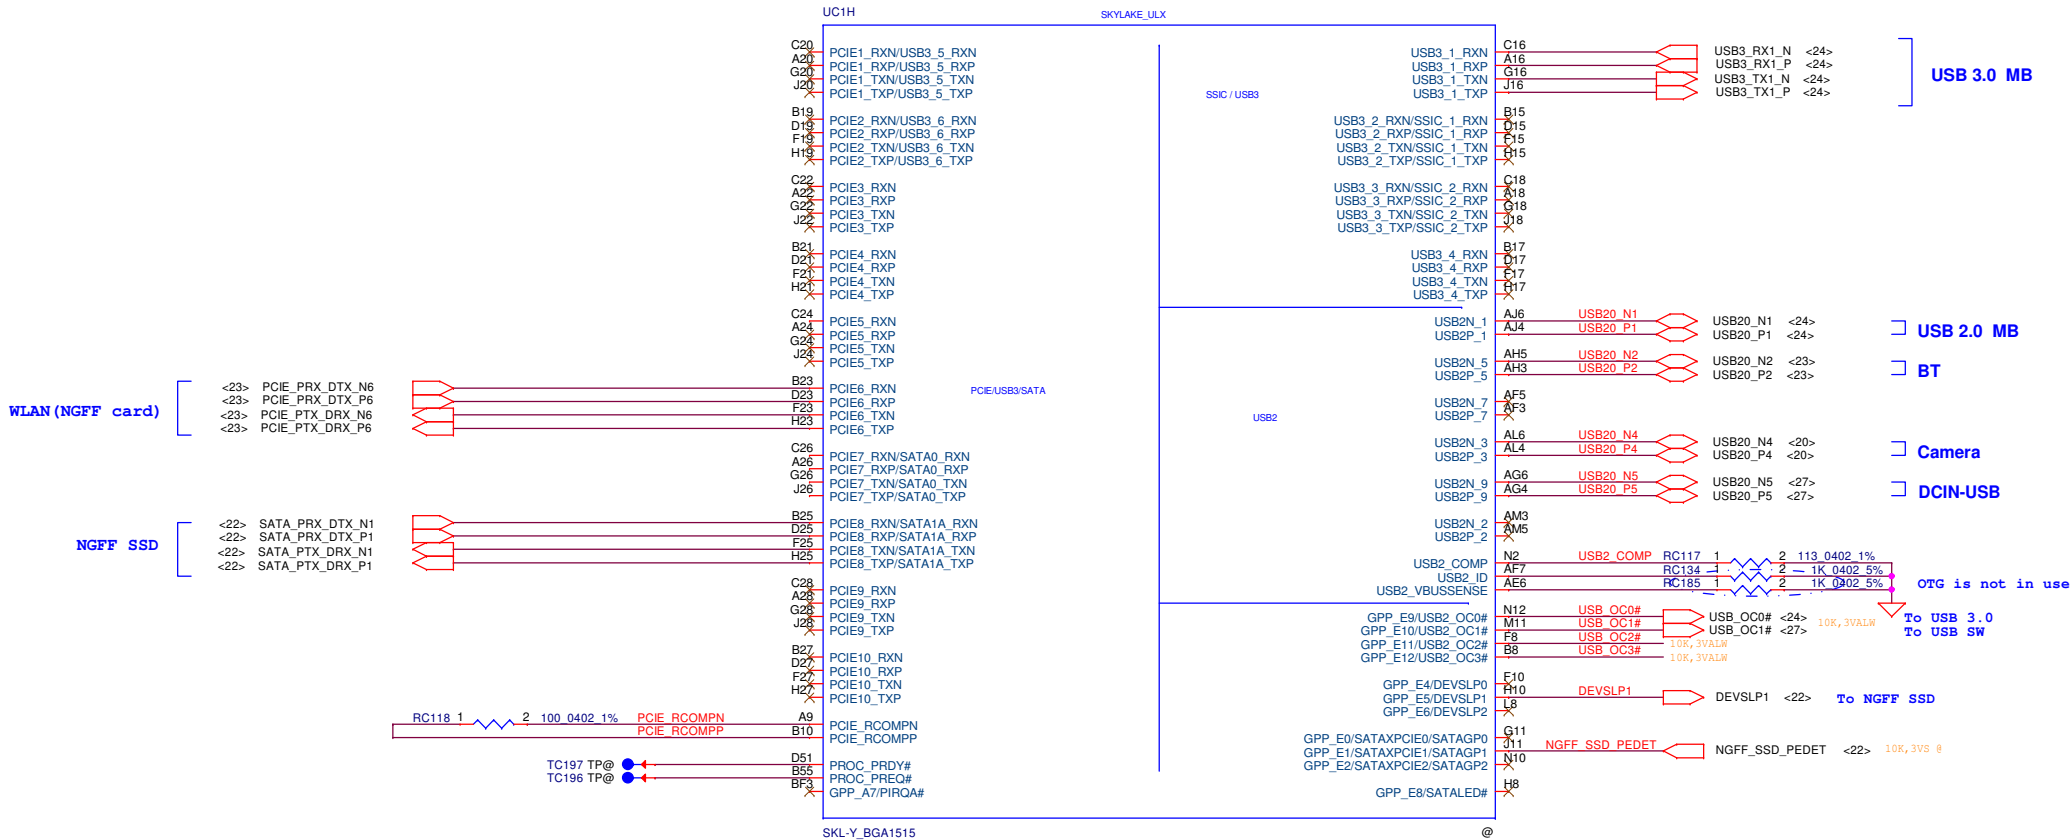 UC1H
SKYLAKE_ULX
SSIC / USB3
PCIE/USB3/SATA
USB2
C20 PCIE1_RXN/USB3_5_RXN
A20 PCIE1_RXP/USB3_5_RXP
G20 PCIE1_TXN/USB3_5_TXN
J20 PCIE1_TXP/USB3_5_TXP
B19 PCIE2_RXN/USB3_6_RXN
D19 PCIE2_RXP/USB3_6_RXP
F19 PCIE2_TXN/USB3_6_TXN
H19 PCIE2_TXP/USB3_6_TXP
C22 PCIE3_RXN
A22 PCIE3_RXP
G22 PCIE3_TXN
J22 PCIE3_TXP
B21 PCIE4_RXN
D21 PCIE4_RXP
F21 PCIE4_TXN
H21 PCIE4_TXP
C24 PCIE5_RXN
A24 PCIE5_RXP
G24 PCIE5_TXN
J24 PCIE5_TXP
WLAN(NGFF card)
<23> PCIE_PRX_DTX_N6 B23 PCIE6_RXN
<23> PCIE_PRX_DTX_P6 D23 PCIE6_RXP
<23> PCIE_PTX_DRX_N6 F23 PCIE6_TXN
<23> PCIE_PTX_DRX_P6 H23 PCIE6_TXP
C26 PCIE7_RXN/SATA0_RXN
A26 PCIE7_RXP/SATA0_RXP
G26 PCIE7_TXN/SATA0_TXN
J26 PCIE7_TXP/SATA0_TXP
NGFF SSD
<22> SATA_PRX_DTX_N1 B25 PCIE8_RXN/SATA1A_RXN
<22> SATA_PRX_DTX_P1 D25 PCIE8_RXP/SATA1A_RXP
<22> SATA_PTX_DRX_N1 F25 PCIE8_TXN/SATA1A_TXN
<22> SATA_PTX_DRX_P1 H25 PCIE8_TXP/SATA1A_TXP
C28 PCIE9_RXN
A28 PCIE9_RXP
G28 PCIE9_TXN
J28 PCIE9_TXP
B27 PCIE10_RXN
D27 PCIE10_RXP
F27 PCIE10_TXN
H27 PCIE10_TXP
RC118 1 2 100_0402_1% PCIE_RCOMPN A9 PCIE_RCOMPN
PCIE_RCOMPP B10 PCIE_RCOMPP
TC197 TP@ D51 PROC_PRDY#
TC196 TP@ B55 PROC_PREQ#
BF3 GPP_A7/PIRQA#
USB3_1_RXN C16 USB3_RX1_N <24>
USB3_1_RXP A16 USB3_RX1_P <24>
USB3_1_TXN G16 USB3_TX1_N <24>
USB3_1_TXP J16 USB3_TX1_P <24>
USB 3.0 MB
USB3_2_RXN/SSIC_1_RXN B15
USB3_2_RXP/SSIC_1_RXP D15
USB3_2_TXN/SSIC_1_TXN F15
USB3_2_TXP/SSIC_1_TXP H15
USB3_3_RXN/SSIC_2_RXN C18
USB3_3_RXP/SSIC_2_RXP A18
USB3_3_TXN/SSIC_2_TXN G18
USB3_3_TXP/SSIC_2_TXP J18
USB3_4_RXN B17
USB3_4_RXP D17
USB3_4_TXN F17
USB3_4_TXP H17
USB2N_1 AJ6 USB20_N1 USB20_N1 <24>
USB2P_1 AJ4 USB20_P1 USB20_P1 <24>
USB 2.0 MB
USB2N_5 AH5 USB20_N2 USB20_N2 <23>
USB2P_5 AH3 USB20_P2 USB20_P2 <23>
BT
USB2N_7 AF5
USB2P_7 AF3
USB2N_3 AL6 USB20_N4 USB20_N4 <20>
USB2P_3 AL4 USB20_P4 USB20_P4 <20>
Camera
USB2N_9 AG6 USB20_N5 USB20_N5 <27>
USB2P_9 AG4 USB20_P5 USB20_P5 <27>
DCIN-USB
USB2N_2 AM3
USB2P_2 AM5
USB2_COMP N2 USB2_COMP RC117 1 2 113_0402_1%
USB2_ID AF7 RC134 1 2 1K_0402_5%
USB2_VBUSSENSE AE6 RC185 1 2 1K_0402_5%
OTG is not in use
GPP_E9/USB2_OC0# N12 USB_OC0# USB_OC0# <24> To USB 3.0
GPP_E10/USB2_OC1# M11 USB_OC1# USB_OC1# <27> 10K,3VALW To USB SW
GPP_E11/USB2_OC2# F8 USB_OC2# 10K,3VALW
GPP_E12/USB2_OC3# B8 USB_OC3# 10K,3VALW
GPP_E4/DEVSLP0 F10
GPP_E5/DEVSLP1 H10 DEVSLP1 DEVSLP1 <22> To NGFF SSD
GPP_E6/DEVSLP2 L8
GPP_E0/SATAXPCIE0/SATAGP0 G11
GPP_E1/SATAXPCIE1/SATAGP1 J11 NGFF_SSD_PEDET NGFF_SSD_PEDET <22> 10K,3VS @
GPP_E2/SATAXPCIE2/SATAGP2 N10
GPP_E8/SATALED# H8
SKL-Y_BGA1515
@